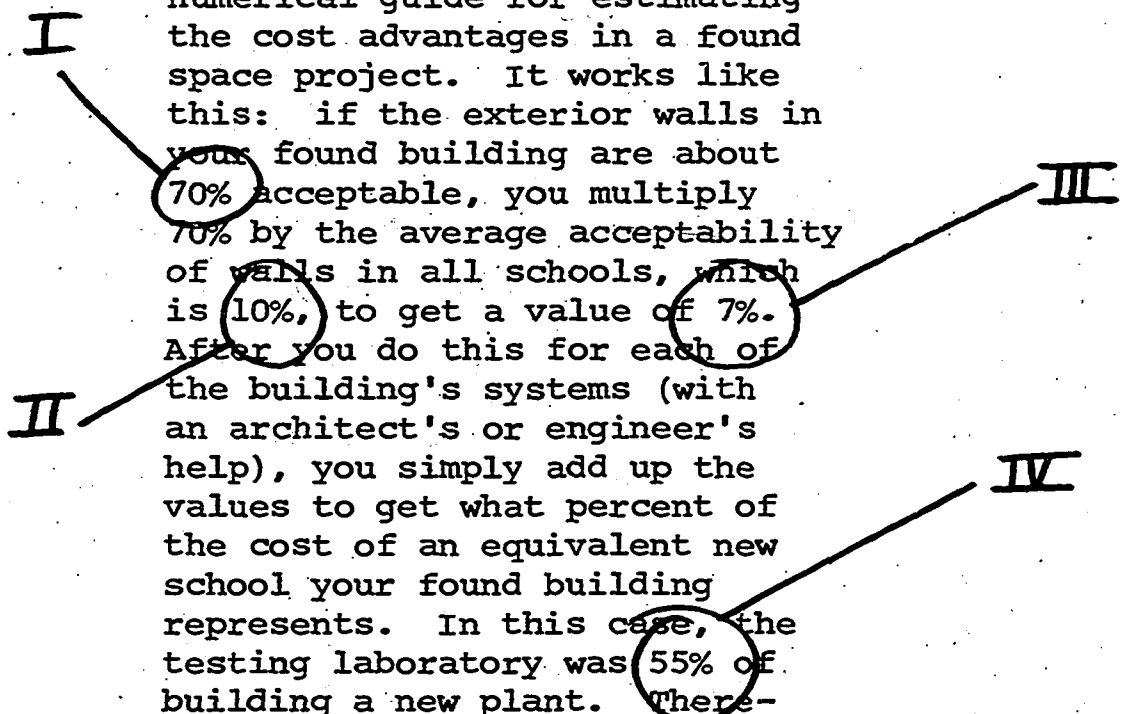 numerical guide for estimating
I
the cost advantages in a found
space project. It works like
this: if the exterior walls in
your found building are about
70% acceptable, you multiply
III
70% by the average acceptability
of walls in all schools, which
is 10%, to get a value of 7%.
After you do this for each of
the building's systems (with
II
an architect's or engineer's
help), you simply add up the
IV
values to get what percent of
the cost of an equivalent new
school your found building
represents. In this case, the
testing laboratory was 55% of
building a new plant. There-